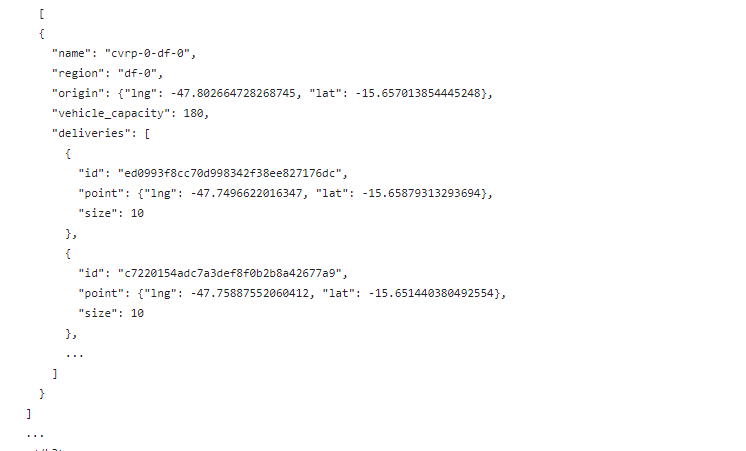 [
{
"name": "cvrp-0-df-0",
"region": "df-0",
"origin": {"lng": -47.802664728268745, "lat": -15.657013854445248},
"vehicle_capacity": 180,
"deliveries": [
{
"id": "ed0993f8cc70d998342f38ee827176dc",
"point": {"lng": -47.7496622016347, "lat": -15.65879313293694},
"size": 10
},
{
"id": "c7220154adc7a3def8f0b2b8a42677a9",
"point": {"lng": -47.75887552060412, "lat": -15.651440380492554},
"size": 10
},
...
]
}
]
...